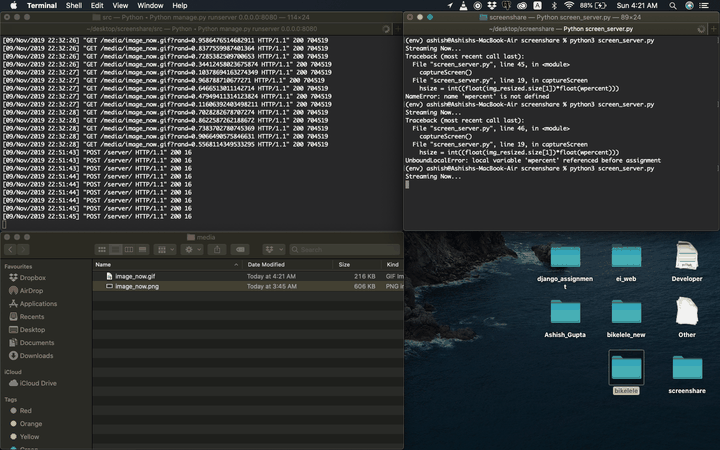 Terminal Shell Edit View Window Help
88% Sun 4:21 AM
src — Python • Python manage.py runserver 0.0.0.0:8080 — 114×24
~/desktop/screenshare/src — Python manage.py runserver 0.0.0.0:8080
[09/Nov/2019 22:32:26] "GET /media/image_now.gif?rand=0.9586476514682911 HTTP/1.1" 200 704519
[09/Nov/2019 22:32:26] "GET /media/image_now.gif?rand=0.8377559987401364 HTTP/1.1" 200 704519
[09/Nov/2019 22:32:26] "GET /media/image_now.gif?rand=0.7285382509700653 HTTP/1.1" 200 704519
[09/Nov/2019 22:32:26] "GET /media/image_now.gif?rand=0.34412458023675874 HTTP/1.1" 200 704519
[09/Nov/2019 22:32:27] "GET /media/image_now.gif?rand=0.10378694163274349 HTTP/1.1" 200 704519
[09/Nov/2019 22:32:27] "GET /media/image_now.gif?rand=0.968788710677271 HTTP/1.1" 200 704519
[09/Nov/2019 22:32:27] "GET /media/image_now.gif?rand=0.6466513011142714 HTTP/1.1" 200 704519
[09/Nov/2019 22:32:27] "GET /media/image_now.gif?rand=0.47949411314123824 HTTP/1.1" 200 704519
[09/Nov/2019 22:32:27] "GET /media/image_now.gif?rand=0.11606392403498211 HTTP/1.1" 200 704519
[09/Nov/2019 22:32:28] "GET /media/image_now.gif?rand=0.7028282678707274 HTTP/1.1" 200 704519
[09/Nov/2019 22:32:28] "GET /media/image_now.gif?rand=0.8622587262188672 HTTP/1.1" 200 704519
[09/Nov/2019 22:32:28] "GET /media/image_now.gif?rand=0.7383702780745369 HTTP/1.1" 200 704519
[09/Nov/2019 22:32:28] "GET /media/image_now.gif?rand=0.9066490575846631 HTTP/1.1" 200 704519
[09/Nov/2019 22:32:28] "GET /media/image_now.gif?rand=0.5568114349533295 HTTP/1.1" 200 704519
[09/Nov/2019 22:51:43] "POST /server/ HTTP/1.1" 200 16
[09/Nov/2019 22:51:43] "POST /server/ HTTP/1.1" 200 16
[09/Nov/2019 22:51:43] "POST /server/ HTTP/1.1" 200 16
[09/Nov/2019 22:51:44] "POST /server/ HTTP/1.1" 200 16
[09/Nov/2019 22:51:44] "POST /server/ HTTP/1.1" 200 16
[09/Nov/2019 22:51:44] "POST /server/ HTTP/1.1" 200 16
[09/Nov/2019 22:51:45] "POST /server/ HTTP/1.1" 200 16
[09/Nov/2019 22:51:45] "POST /server/ HTTP/1.1" 200 16
screenshare — Python screen_server.py — 89×24
~/desktop/screenshare — Python screen_server.py
(env) ashish@Ashishs-MacBook-Air screenshare % python3 screen_server.py
Streaming Now...
Traceback (most recent call last):
File "screen_server.py", line 45, in <module>
captureScreen()
File "screen_server.py", line 19, in captureScreen
hsize = int((float(img_resized.size[1])*float(wpercent)))
NameError: name 'wpercent' is not defined
(env) ashish@Ashishs-MacBook-Air screenshare % python3 screen_server.py
Streaming Now...
Traceback (most recent call last):
File "screen_server.py", line 46, in <module>
captureScreen()
File "screen_server.py", line 19, in captureScreen
hsize = int((float(img_resized.size[1])*float(wpercent)))
UnboundLocalError: local variable 'wpercent' referenced before assignment
(env) ashish@Ashishs-MacBook-Air screenshare % python3 screen_server.py
Streaming Now...
media
Search
Favourites
Dropbox
AirDrop
Applications
Recents
Desktop
Documents
Downloads
iCloud
iCloud Drive
Tags
Red
Orange
Yellow
Name Date Modified Size Kind
image_now.gif Today at 4:21 AM 216 KB GIF Im
image_now.png Today at 3:45 AM 606 KB PNG in
django_assignmen
t
ei_web
Developer
Ashish_Gupta
bikelele_new
Other
bikelele
screenshare